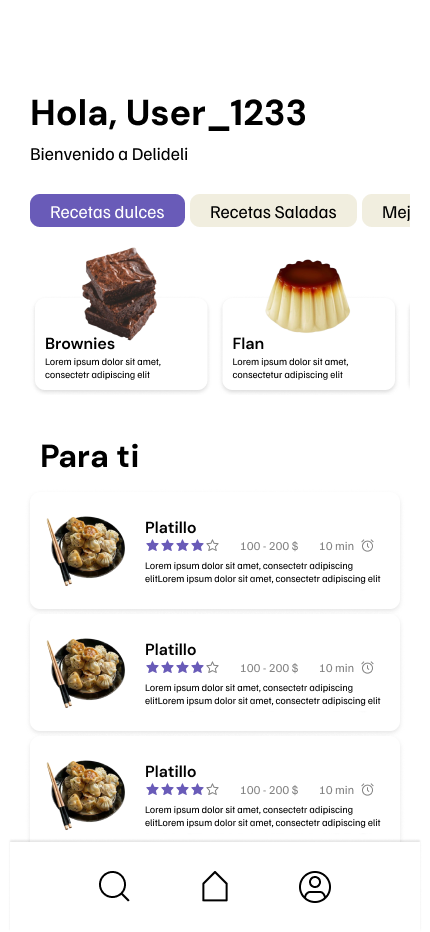 Hola, User_1233
Bienvenido a Delideli
Recetas dulces Recetas Saladas Mej
Brownies
Lorem ipsum dolor sit amet,
consectetr adipiscing elit
Flan
Lorem ipsum dolor sit amet,
consectetur adipiscing elit
Para ti
Platillo
100 - 200 $ 10 min
Lorem ipsum dolor sit amet, consectetr adipiscing
elitLorem ipsum dolor sit amet, consectetr adipiscing elit
Platillo
100 - 200 $ 10 min
Lorem ipsum dolor sit amet, consectetr adipiscing
elitLorem ipsum dolor sit amet, consectetr adipiscing elit
Platillo
100 - 200 $ 10 min
Lorem ipsum dolor sit amet, consectetr adipiscing
elitLorem ipsum dolor sit amet, consectetr adipiscing elit